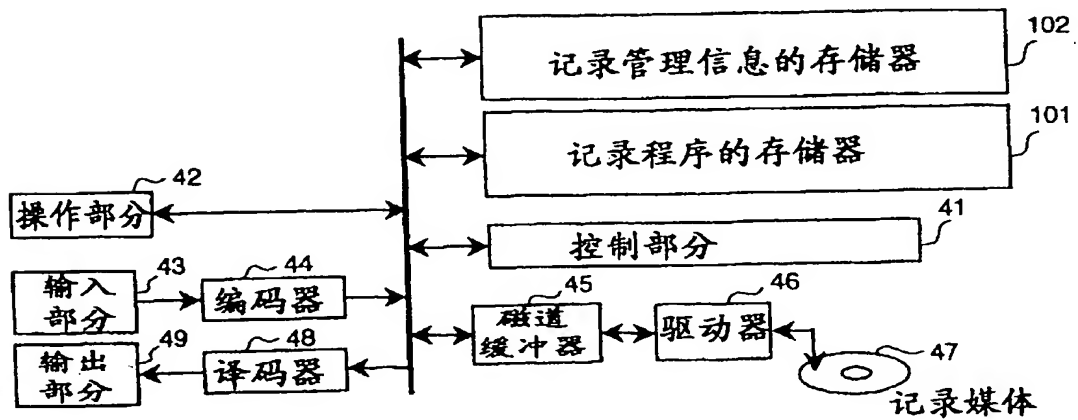 102
记录管理信息的存储器
101
记录程序的存储器
42
操作部分
41
控制部分
43
输入
部分
44
编码器
45
磁道
缓冲器
46
驱动器
49
输出
部分
48
译码器
47
记录媒体